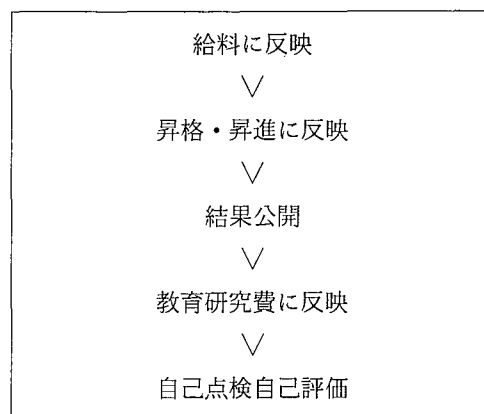 給料に反映
∨
昇格・昇進に反映
∨
結果公開
∨
教育研究費に反映
∨
自己点検自己評価